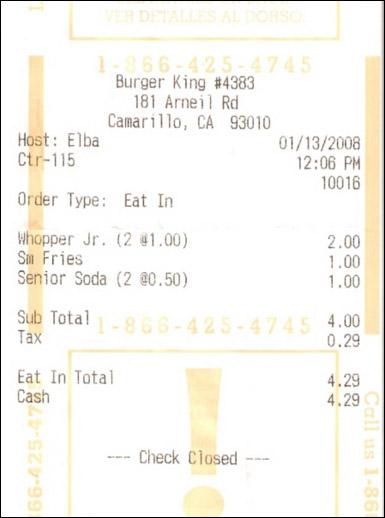 VER DETALLES AL DORSO.
1-866-425-4745
Burger King #4383
181 Arneil Rd
Camarillo, CA 93010
Host: Elba 01/13/2008
Ctr-115 12:06 PM
10016
Order Type: Eat In
Whopper Jr. (2 @1.00) 2.00
Sm Fries 1.00
Senior Soda (2 @0.50) 1.00
Sub Total 4.00
1-866-425-4745
Tax 0.29
Eat In Total 4.29
Cash 4.29
--- Check Closed ---
!
66-425-47
Call us 1-86